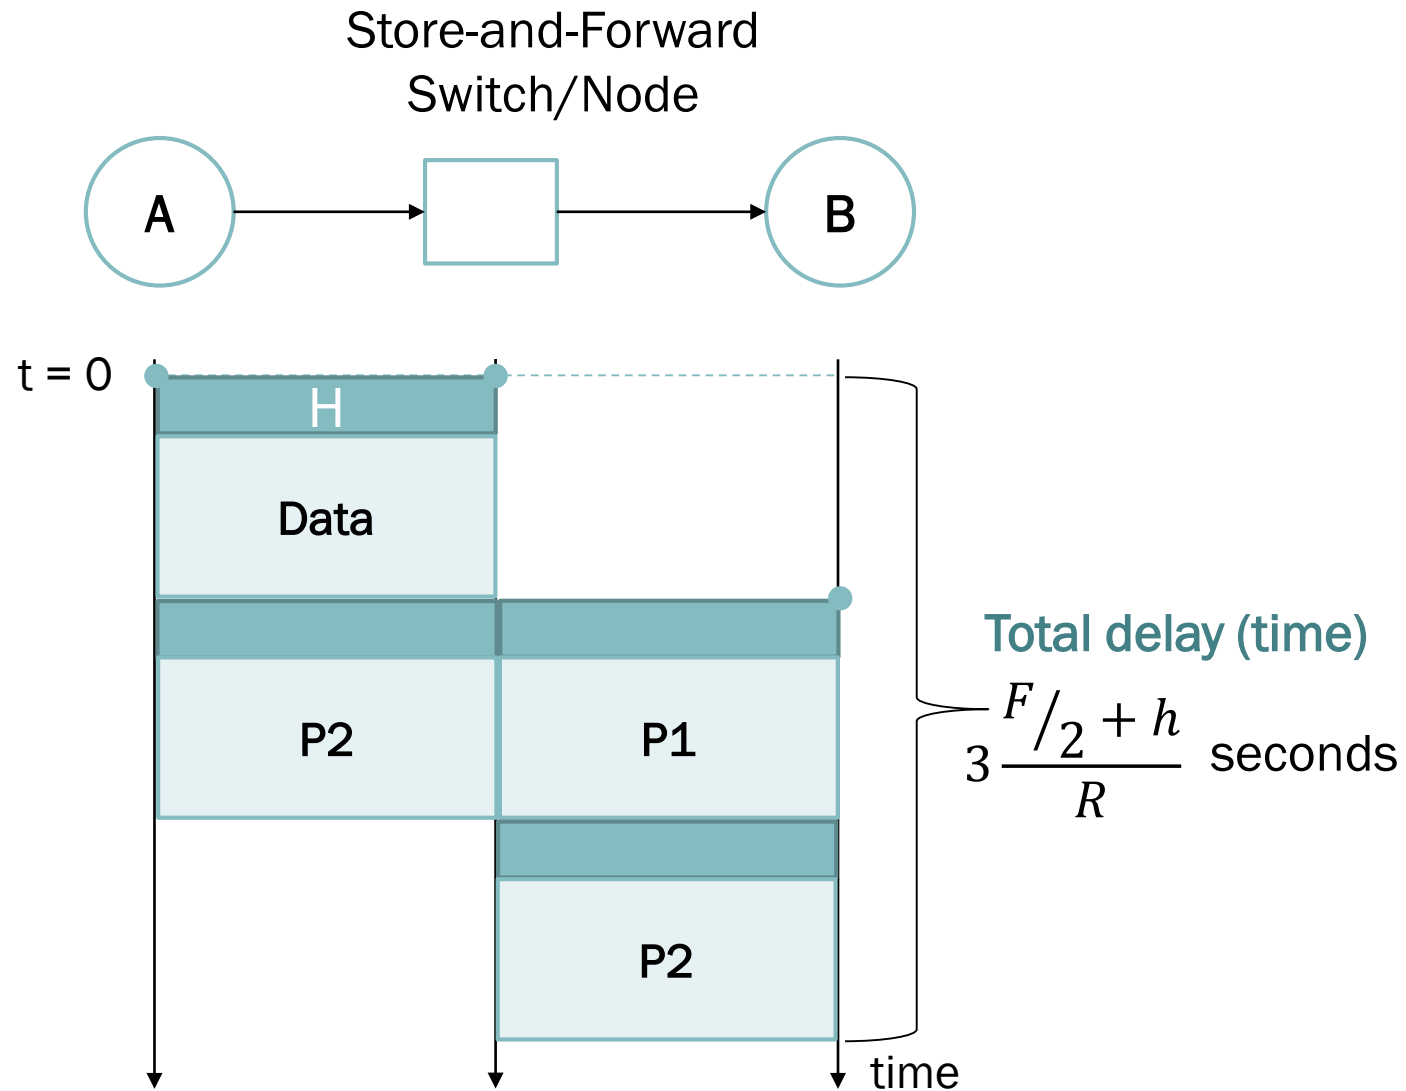 Store-and-Forward
Switch/Node
A
B
t = 0
H
Data
P2
P1
P2
Total delay (time)
3 (F/2 + h)/R seconds
time